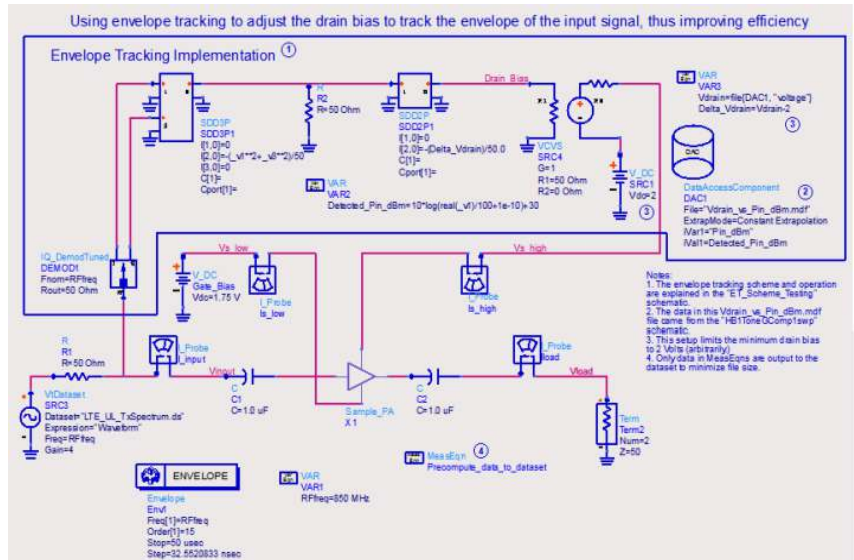 Using envelope tracking to adjust the drain bias to track the envelope of the input signal, thus improving efficiency
Envelope Tracking Implementation 1
SDD3P
SDD3P1
I[1,0]=0
I[2,0]=-(_v1**2+_v3**2)/50
I[3,0]=0
C[1]=
Cport[1]=
R
R2
R=50 Ohm
VAR
VAR2
Detected_Pin_dBm=10*log(real(_v1)/100+1e-10)+30
SDD2P
SDD2P1
I[1,0]=0
I[2,0]=-(Delta_Vdrain)/50.0
C[1]=
Cport[1]=
Drain_Bias
VCVS
SRC4
G=1
R1=50 Ohm
R2=0 Ohm
V_DC
SRC1
Vdc=2
3
VAR
VAR3
Vdrain=file{DAC1, "voltage"}
Delta_Vdrain=Vdrain-2
3
DAC
DataAccessComponent
2
DAC1
File="Vdrain_vs_Pin_dBm.mdf"
ExtrapMode=Constant Extrapolation
iVar1="Pin_dBm"
iVal1=Detected_Pin_dBm
IQ_DemodTuned
DEMOD1
Fnom=RFfreq
Rout=50 Ohm
V_DC
Gate_Bias
Vdc=1.75 V
Vs_low
I_Probe
Is_low
Vs_high
I_Probe
Is_high
Notes:
1. The envelope tracking scheme and operation
are explained in the "ET_Scheme_Testing"
schematic.
2. The data in this Vdrain_vs_Pin_dBm.mdf
file came from the "HB1ToneGComp1swp"
schematic.
3. This setup limits the minimum drain bias
to 2 Volts (arbitrarily)
4. Only data in MeasEqns are output to the
dataset to minimize file size.
R
R1
R=50 Ohm
I_Probe
I_input
Vinput
C
C1
C=1.0 uF
Sample_PA
X1
C
C2
C=1.0 uF
I_Probe
load
Vload
Term
Term2
Num=2
Z=50
VtDataset
SRC3
Dataset="LTE_UL_TxSpectrum.ds"
Expression="Waveform"
Freq=RFfreq
Gain=4
ENVELOPE
Envelope
Env1
Freq[1]=RFfreq
Order[1]=15
Stop=50 usec
Step=32.5520833 nsec
VAR
VAR1
RFfreq=850 MHz
MeasEqn 4
Precompute_data_to_dataset